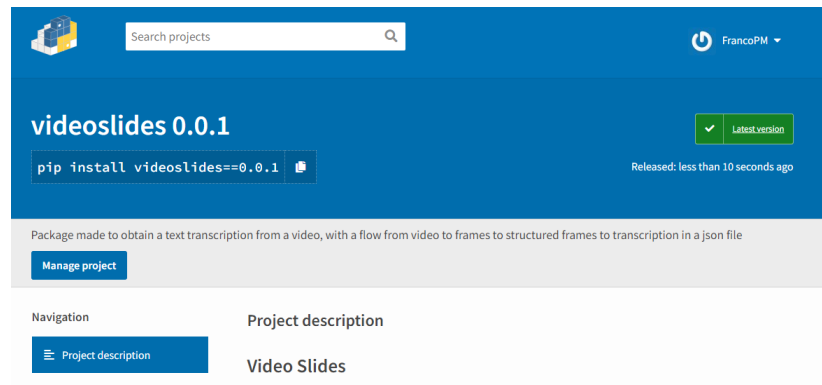 Search projects
FrancoPM
videoslides 0.0.1
Latest version
pip install videoslides==0.0.1
Released: less than 10 seconds ago
Package made to obtain a text transcription from a video, with a flow from video to frames to structured frames to transcription in a json file
Manage project
Navigation
Project description
Project description
Video Slides